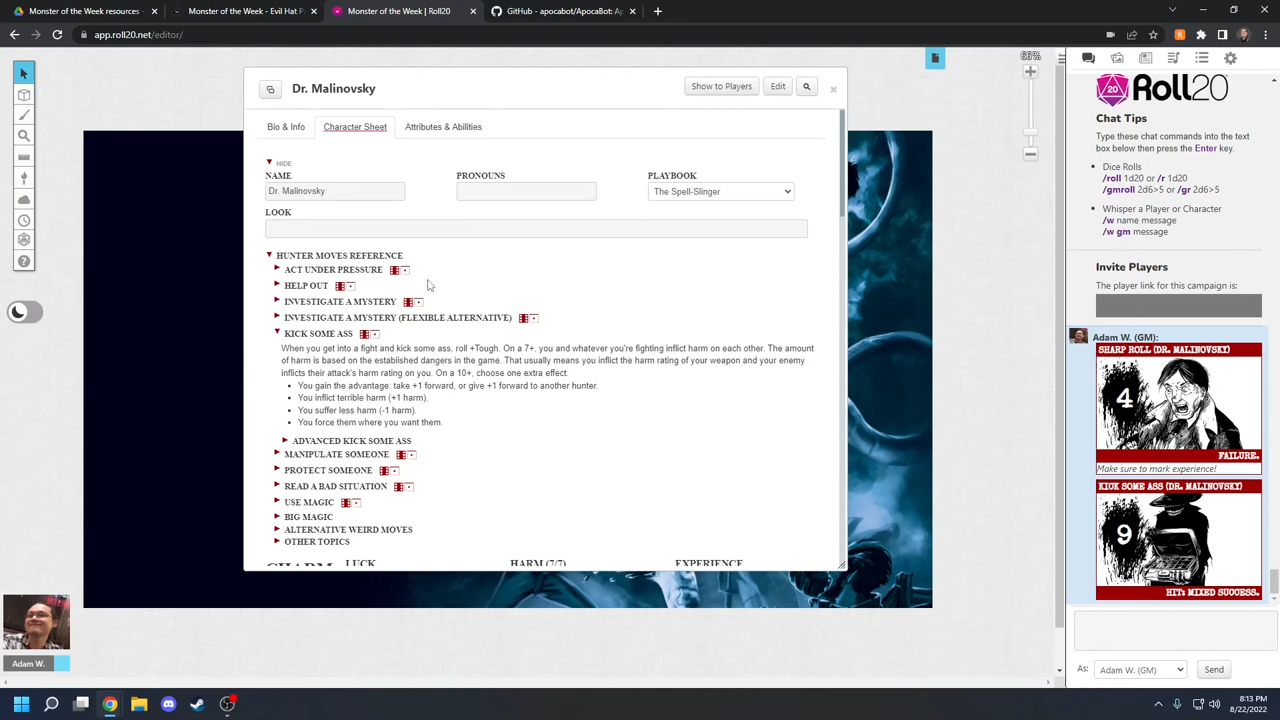 Monster of the Week of the Evil
Monster of the Week - Evil Hat P
Monster of the Week | Roll20
GitHub - apocabot/ApocaBot: Ap
app.roll20.net/editor/
66%
Dr. Malinovsky
Show to Players
Edit
Bio & Info
Character Sheet
Attributes & Abilities
HIDE
NAME
PRONOUNS
PLAYBOOK
Dr. Malinovsky
The Spell-Slinger
LOOK
HUNTER MOVES REFERENCE
ACT UNDER PRESSURE
HELP OUT
INVESTIGATE A MYSTERY
INVESTIGATE A MYSTERY (FLEXIBLE ALTERNATIVE)
KICK SOME ASS
When you get into a fight and kick some ass, roll +Tough. On a 7+, you and whatever you're fighting inflict harm on each other. The amount
of harm is based on the established dangers in the game. That usually means you inflict the harm rating of your weapon and your enemy
inflicts their attack's harm rating on you. On a 10+, choose one extra effect:
• You gain the advantage: take +1 forward, or give +1 forward to another hunter.
• You inflict terrible harm (+1 harm).
• You suffer less harm (-1 harm).
• You force them where you want them.
ADVANCED KICK SOME ASS
MANIPULATE SOMEONE
PROTECT SOMEONE
READ A BAD SITUATION
USE MAGIC
BIG MAGIC
ALTERNATIVE WEIRD MOVES
OTHER TOPICS
CHARM
LUCK
HARM (7/7)
EXPERIENCE
Adam W.
20
Roll20
Chat Tips
Type these chat commands into the text
box below then press the Enter key.
• Dice Rolls
/roll 1d20 or /r 1d20
/gmroll 2d6>5 or /gr 2d6>5
• Whisper a Player or Character
/w name message
/w gm message
Invite Players
The player link for this campaign is:
Adam W. (GM):
SHARP ROLL (DR. MALINOVSKY)
4
FAILURE.
Make sure to mark experience!
KICK SOME ASS (DR. MALINOVSKY)
9
HIT: MIXED SUCCESS.
As:
Adam W. (GM)
Send
8:13 PM
8/22/2022